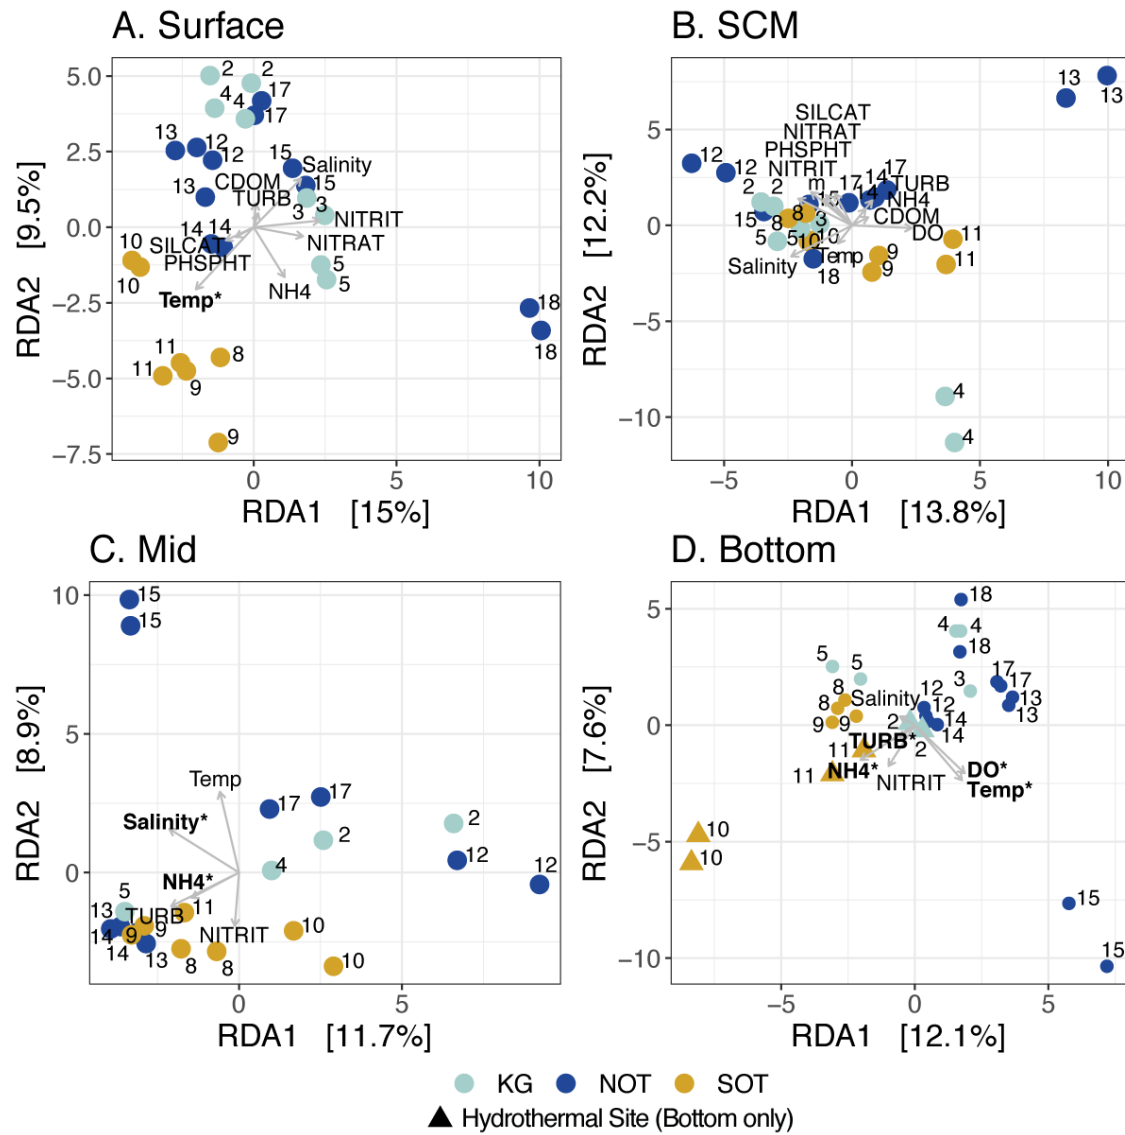 A. Surface
B. SCM
5.0
2.5
0.0
−2.5
−5.0
−7.5
RDA2 [9.5%]
2
2
4
4
17
17
13
12
12
15
Salinity
15
CDOM
TURB
13
3
3
NITRIT
14
14
NITRAT
10
SILCAT
PHSPHT
5
5
10
Temp*
NH4
18
18
11
11
8
9
9
0
5
10
RDA1 [15%]
5
0
−5
−10
RDA2 [12.2%]
13
13
SILCAT
NITRAT
PHSPHT
NITRIT
12
12
2
2
m
15
17
14
17
14
TURB
NH4
CDOM
DO
15
8
8
3
5
5
10
10
11
11
Salinity
Temp
9
9
18
4
4
−5
0
5
10
RDA1 [13.8%]
C. Mid
D. Bottom
10
5
0
RDA2 [8.9%]
15
15
Temp
17
17
Salinity*
2
2
4
12
12
NH4*
5
13
TURB
11
14
9
9
NITRIT
10
14
13
8
8
10
0
5
RDA1 [11.7%]
5
0
−5
−10
RDA2 [7.6%]
18
4
4
18
5
5
3
17
17
13
13
8
8
Salinity
12
12
9
9
2
14
14
TURB*
2
11
11
NH4*
NITRIT
DO*
Temp*
10
10
15
15
−5
0
5
RDA1 [12.1%]
KG
NOT
SOT
Hydrothermal Site (Bottom only)